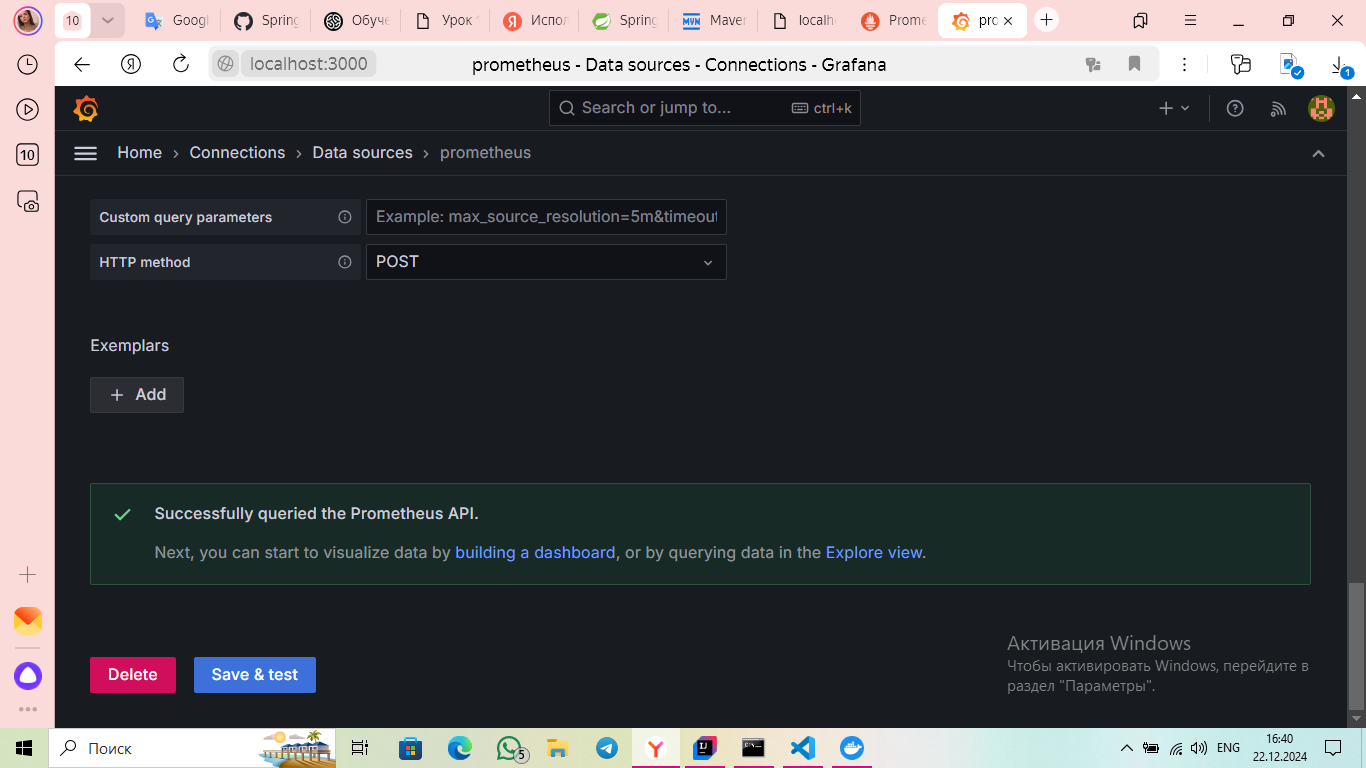 10
Googl
Spring
Обуче
Урок
Испол
Spring
Maver
localh
Prome
pro
localhost:3000
prometheus - Data sources - Connections - Grafana
1
10
Search or jump to...
ctrl+k
Home › Connections › Data sources › prometheus
Custom query parameters
Example: max_source_resolution=5m&timeout
HTTP method
POST
Exemplars
+ Add
Successfully queried the Prometheus API.
Next, you can start to visualize data by building a dashboard, or by querying data in the Explore view.
Delete
Save & test
Активация Windows
Чтобы активировать Windows, перейдите в
раздел "Параметры".
Поиск
5
ENG
16:40
22.12.2024